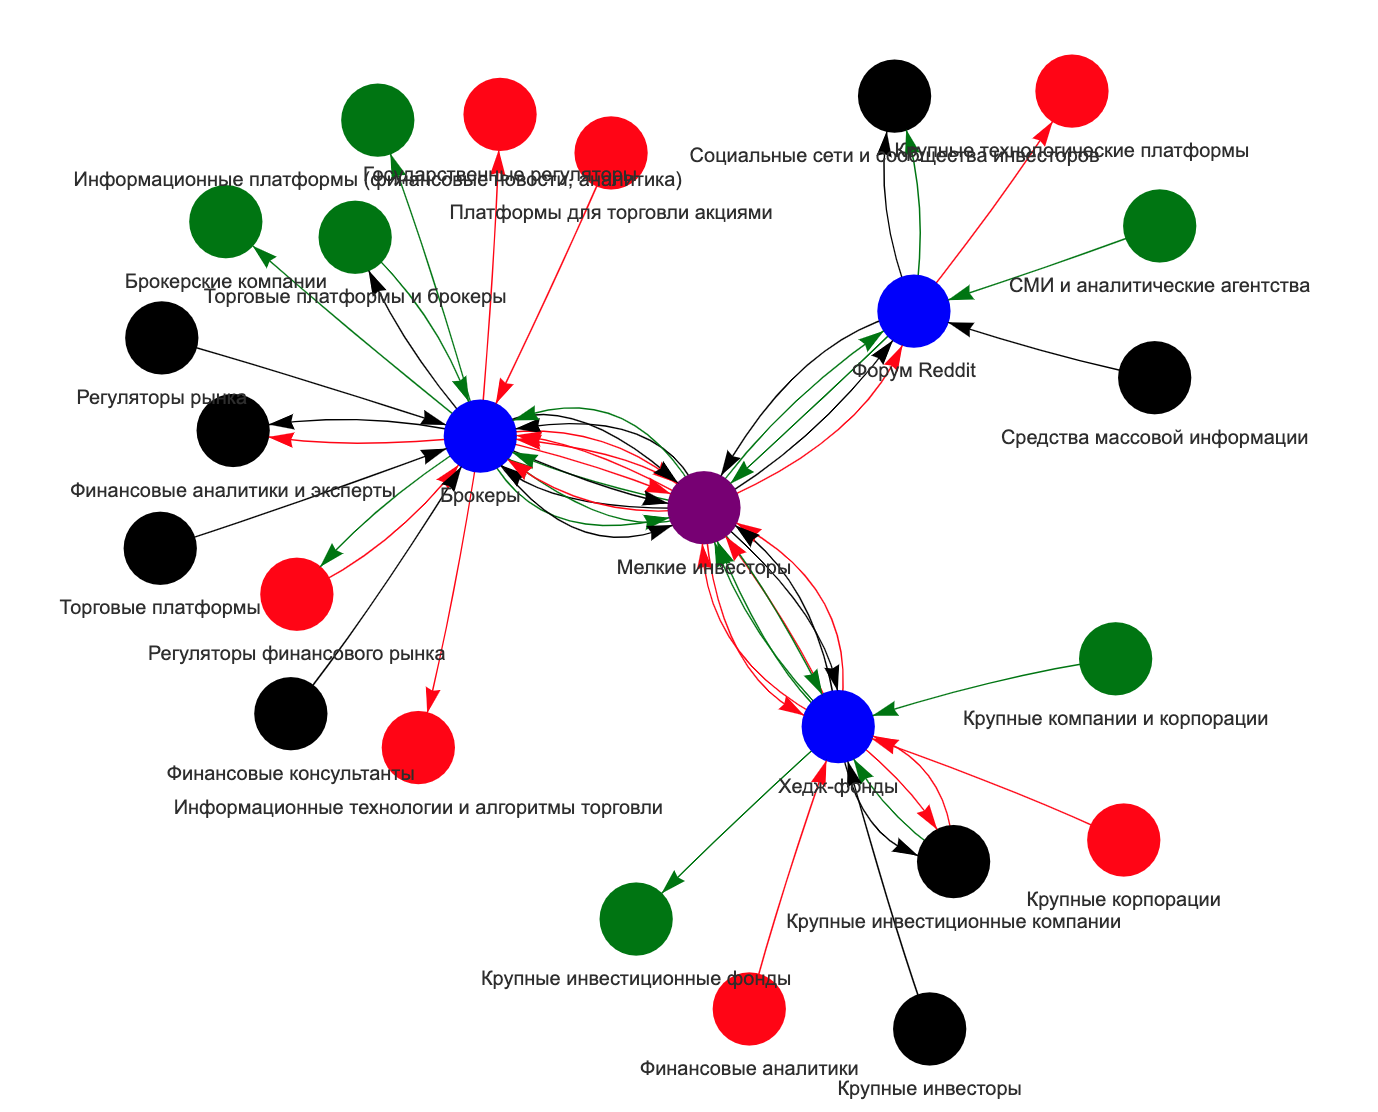 Социальные сети и сообщества инвесторов
Крупные технологические платформы
Государственные регуляторы
Информационные платформы (финансовые новости, аналитика)
Платформы для торговли акциями
Брокерские компании
СМИ и аналитические агентства
Торговые платформы и брокеры
Форум Reddit
Регуляторы рынка
Средства массовой информации
Финансовые аналитики и эксперты
Брокеры
Мелкие инвесторы
Торговые платформы
Регуляторы финансового рынка
Крупные компании и корпорации
Финансовые консультанты
Хедж-фонды
Информационные технологии и алгоритмы торговли
Крупные корпорации
Крупные инвестиционные компании
Крупные инвестиционные фонды
Финансовые аналитики
Крупные инвесторы